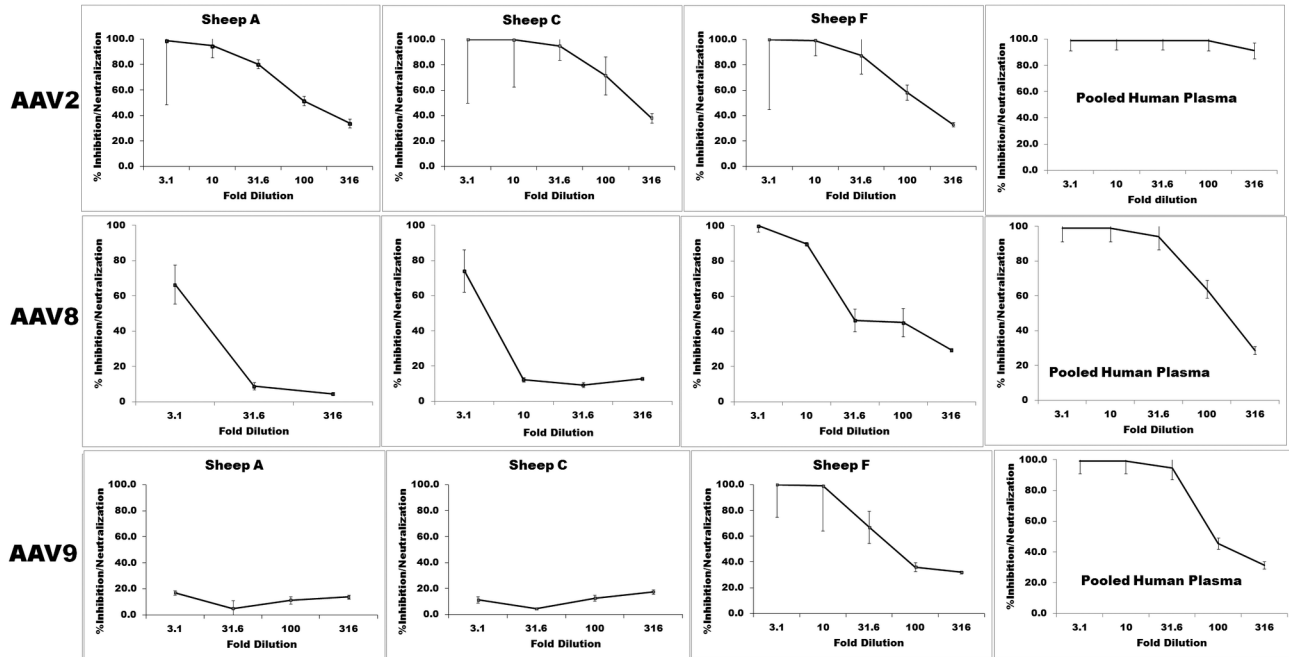 AAV2
Sheep A
% Inhibition/Neutralization
100.0
80.0
60.0
40.0
20.0
0.0
3.1 10 31.6 100 316
Fold Dilution
Sheep C
% Inhibition/Neutralization
100.0
80.0
60.0
40.0
20.0
0.0
3.1 10 31.6 100 316
Fold Dilution
Sheep F
% Inhibition/Neutralization
100.0
80.0
60.0
40.0
20.0
0.0
3.1 10 31.6 100 316
Fold Dilution
% Inhibition/Neutralization
100.0
80.0
60.0
40.0
20.0
0.0
Pooled Human Plasma
3.1 10 31.6 100 316
Fold dilution
AAV8
% Inhibition/Neutralization
100
80
60
40
20
0
3.1 31.6 316
Fold Dilution
% Inhibition/Neutralization
100
80
60
40
20
0
3.1 10 31.6 316
Fold Dilution
% Inhibition/Neutralization
100
80
60
40
20
0
3.1 10 31.6 100 316
Fold Dilution
% Inhibition/Neutralization
100
80
60
40
20
0
Pooled Human Plasma
3.1 10 31.6 100 316
Fold Dilution
AAV9
Sheep A
%Inhibition/Neutralization
100.0
80.0
60.0
40.0
20.0
0.0
3.1 31.6 100 316
Fold Dilution
Sheep C
%Inhibition/Neutralization
100.0
80.0
60.0
40.0
20.0
0.0
3.1 31.6 100 316
Fold Dilution
Sheep F
%Inhibition/Neutralization
100.0
80.0
60.0
40.0
20.0
0.0
3.1 10 31.6 100 316
Fold Dilution
%Inhibition/Neutralization
100.0
80.0
60.0
40.0
20.0
0.0
Pooled Human Plasma
3.1 10 31.6 100 316
Fold Dilution